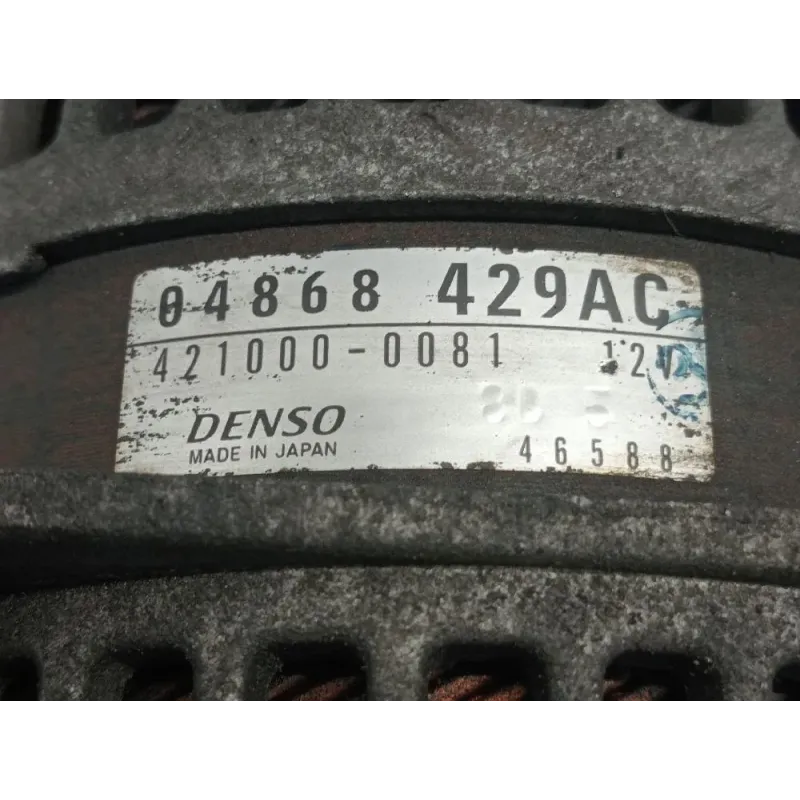 04868 429AC
421000-0081 12V
DENSO
MADE IN JAPAN 46588